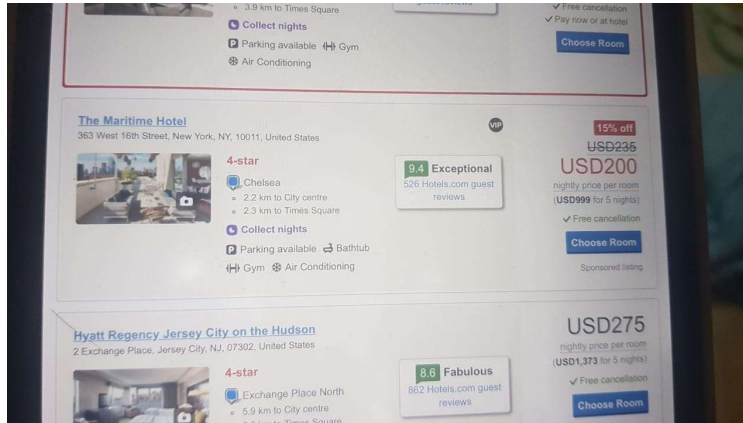 3.9 km to Times Square
Collect nights
Parking available Gym
Air Conditioning
guest reviews
Free cancellation
Pay now or at hotel
Choose Room
The Maritime Hotel
363 West 16th Street, New York, NY, 10011, United States
4-star
Chelsea
2.2 km to City centre
2.3 km to Times Square
Collect nights
Parking available Bathtub
Gym Air Conditioning
VIP
9.4 Exceptional
526 Hotels.com guest
reviews
15% off
USD235
USD200
nightly price per room
(USD999 for 5 nights)
Free cancellation
Choose Room
Sponsored listing
Hyatt Regency Jersey City on the Hudson
2 Exchange Place, Jersey City, NJ, 07302, United States
4-star
Exchange Place North
5.9 km to City centre
km to Times Square
8.6 Fabulous
862 Hotels.com guest
reviews
USD275
nightly price per room
(USD1,373 for 5 nights)
Free cancellation
Choose Room